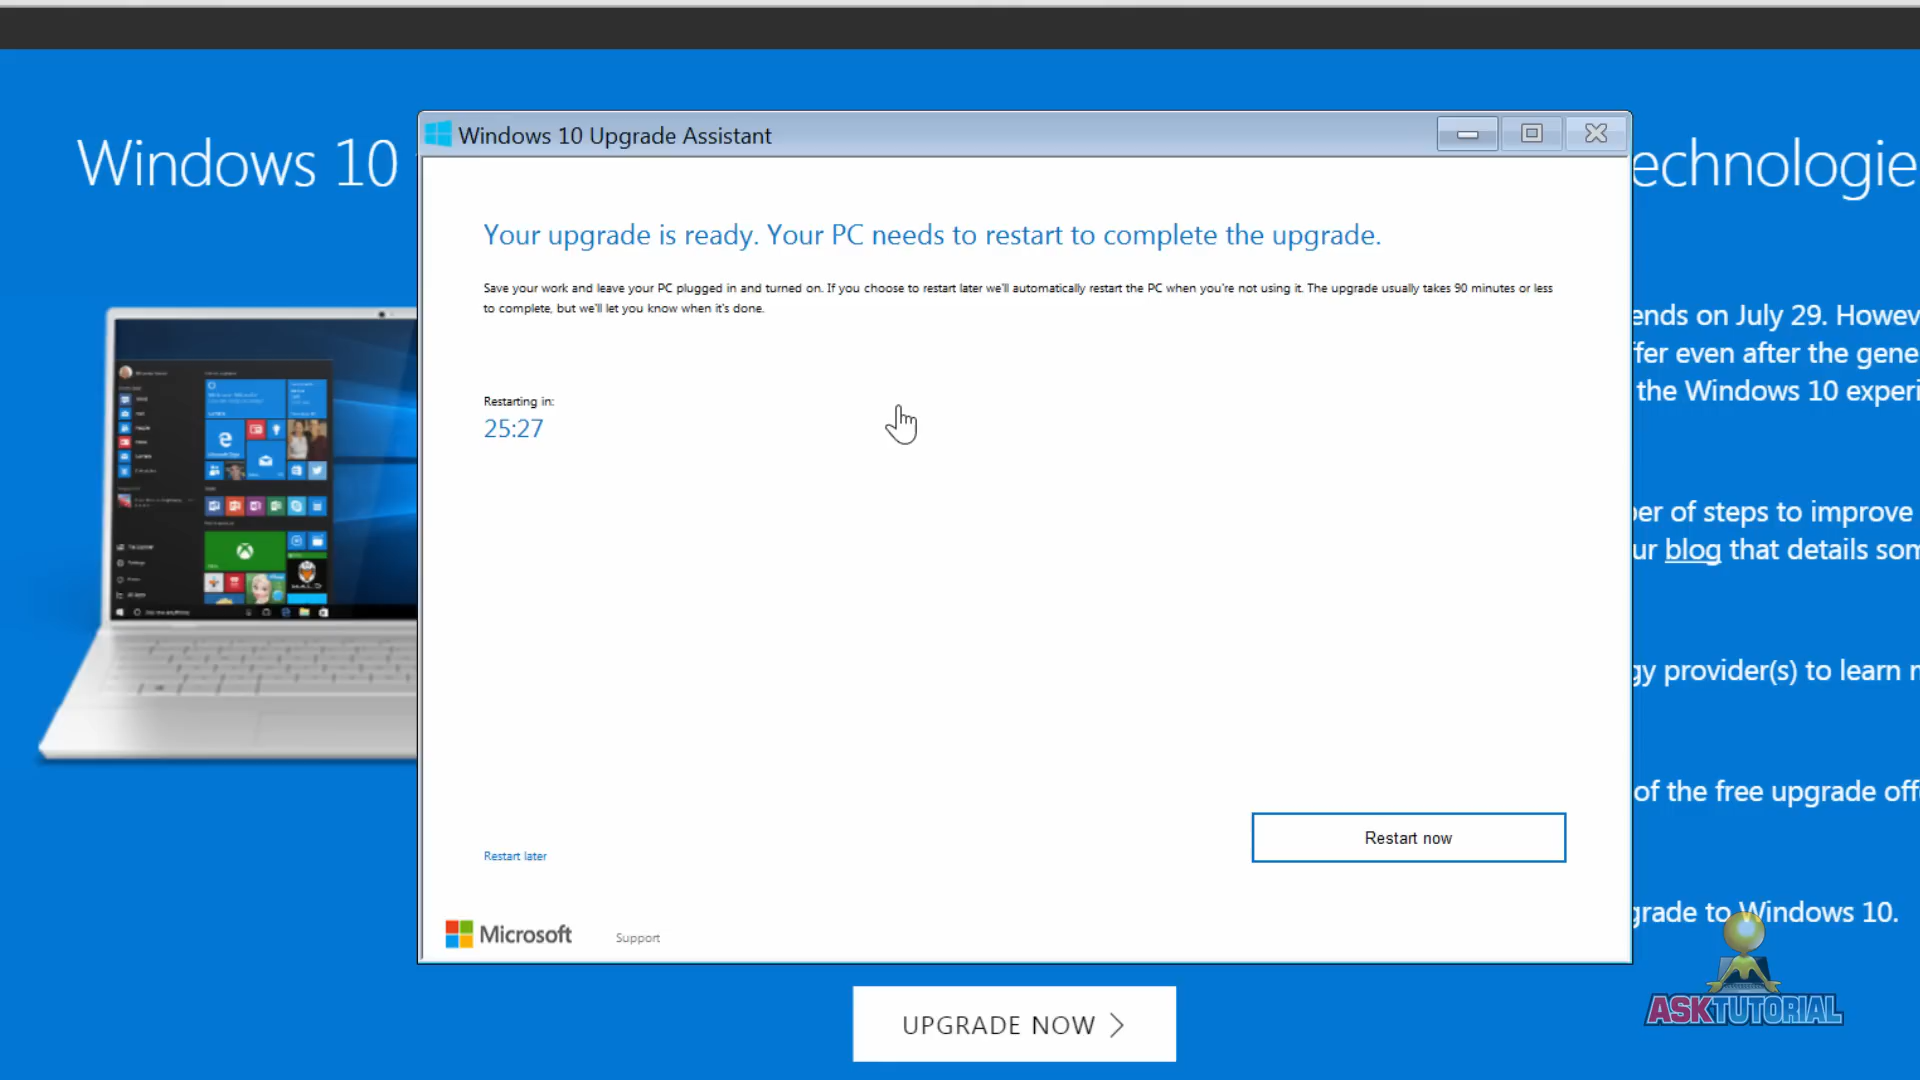 Windows 10
echnologie
Windows 10 Upgrade Assistant
Your upgrade is ready. Your PC needs to restart to complete the upgrade.
Save your work and leave your PC plugged in and turned on. If you choose to restart later we'll automatically restart the PC when you're not using it. The upgrade usually takes 90 minutes or less
to complete, but we'll let you know when it's done.
Restarting in:
25:27
Restart now
Restart later
Microsoft
Support
ends on July 29. Howev
ffer even after the gene
the Windows 10 experi
ber of steps to improve
ur blog that details som
gy provider(s) to learn m
of the free upgrade off
grade to Windows 10.
UPGRADE NOW
ASKTUTORIAL